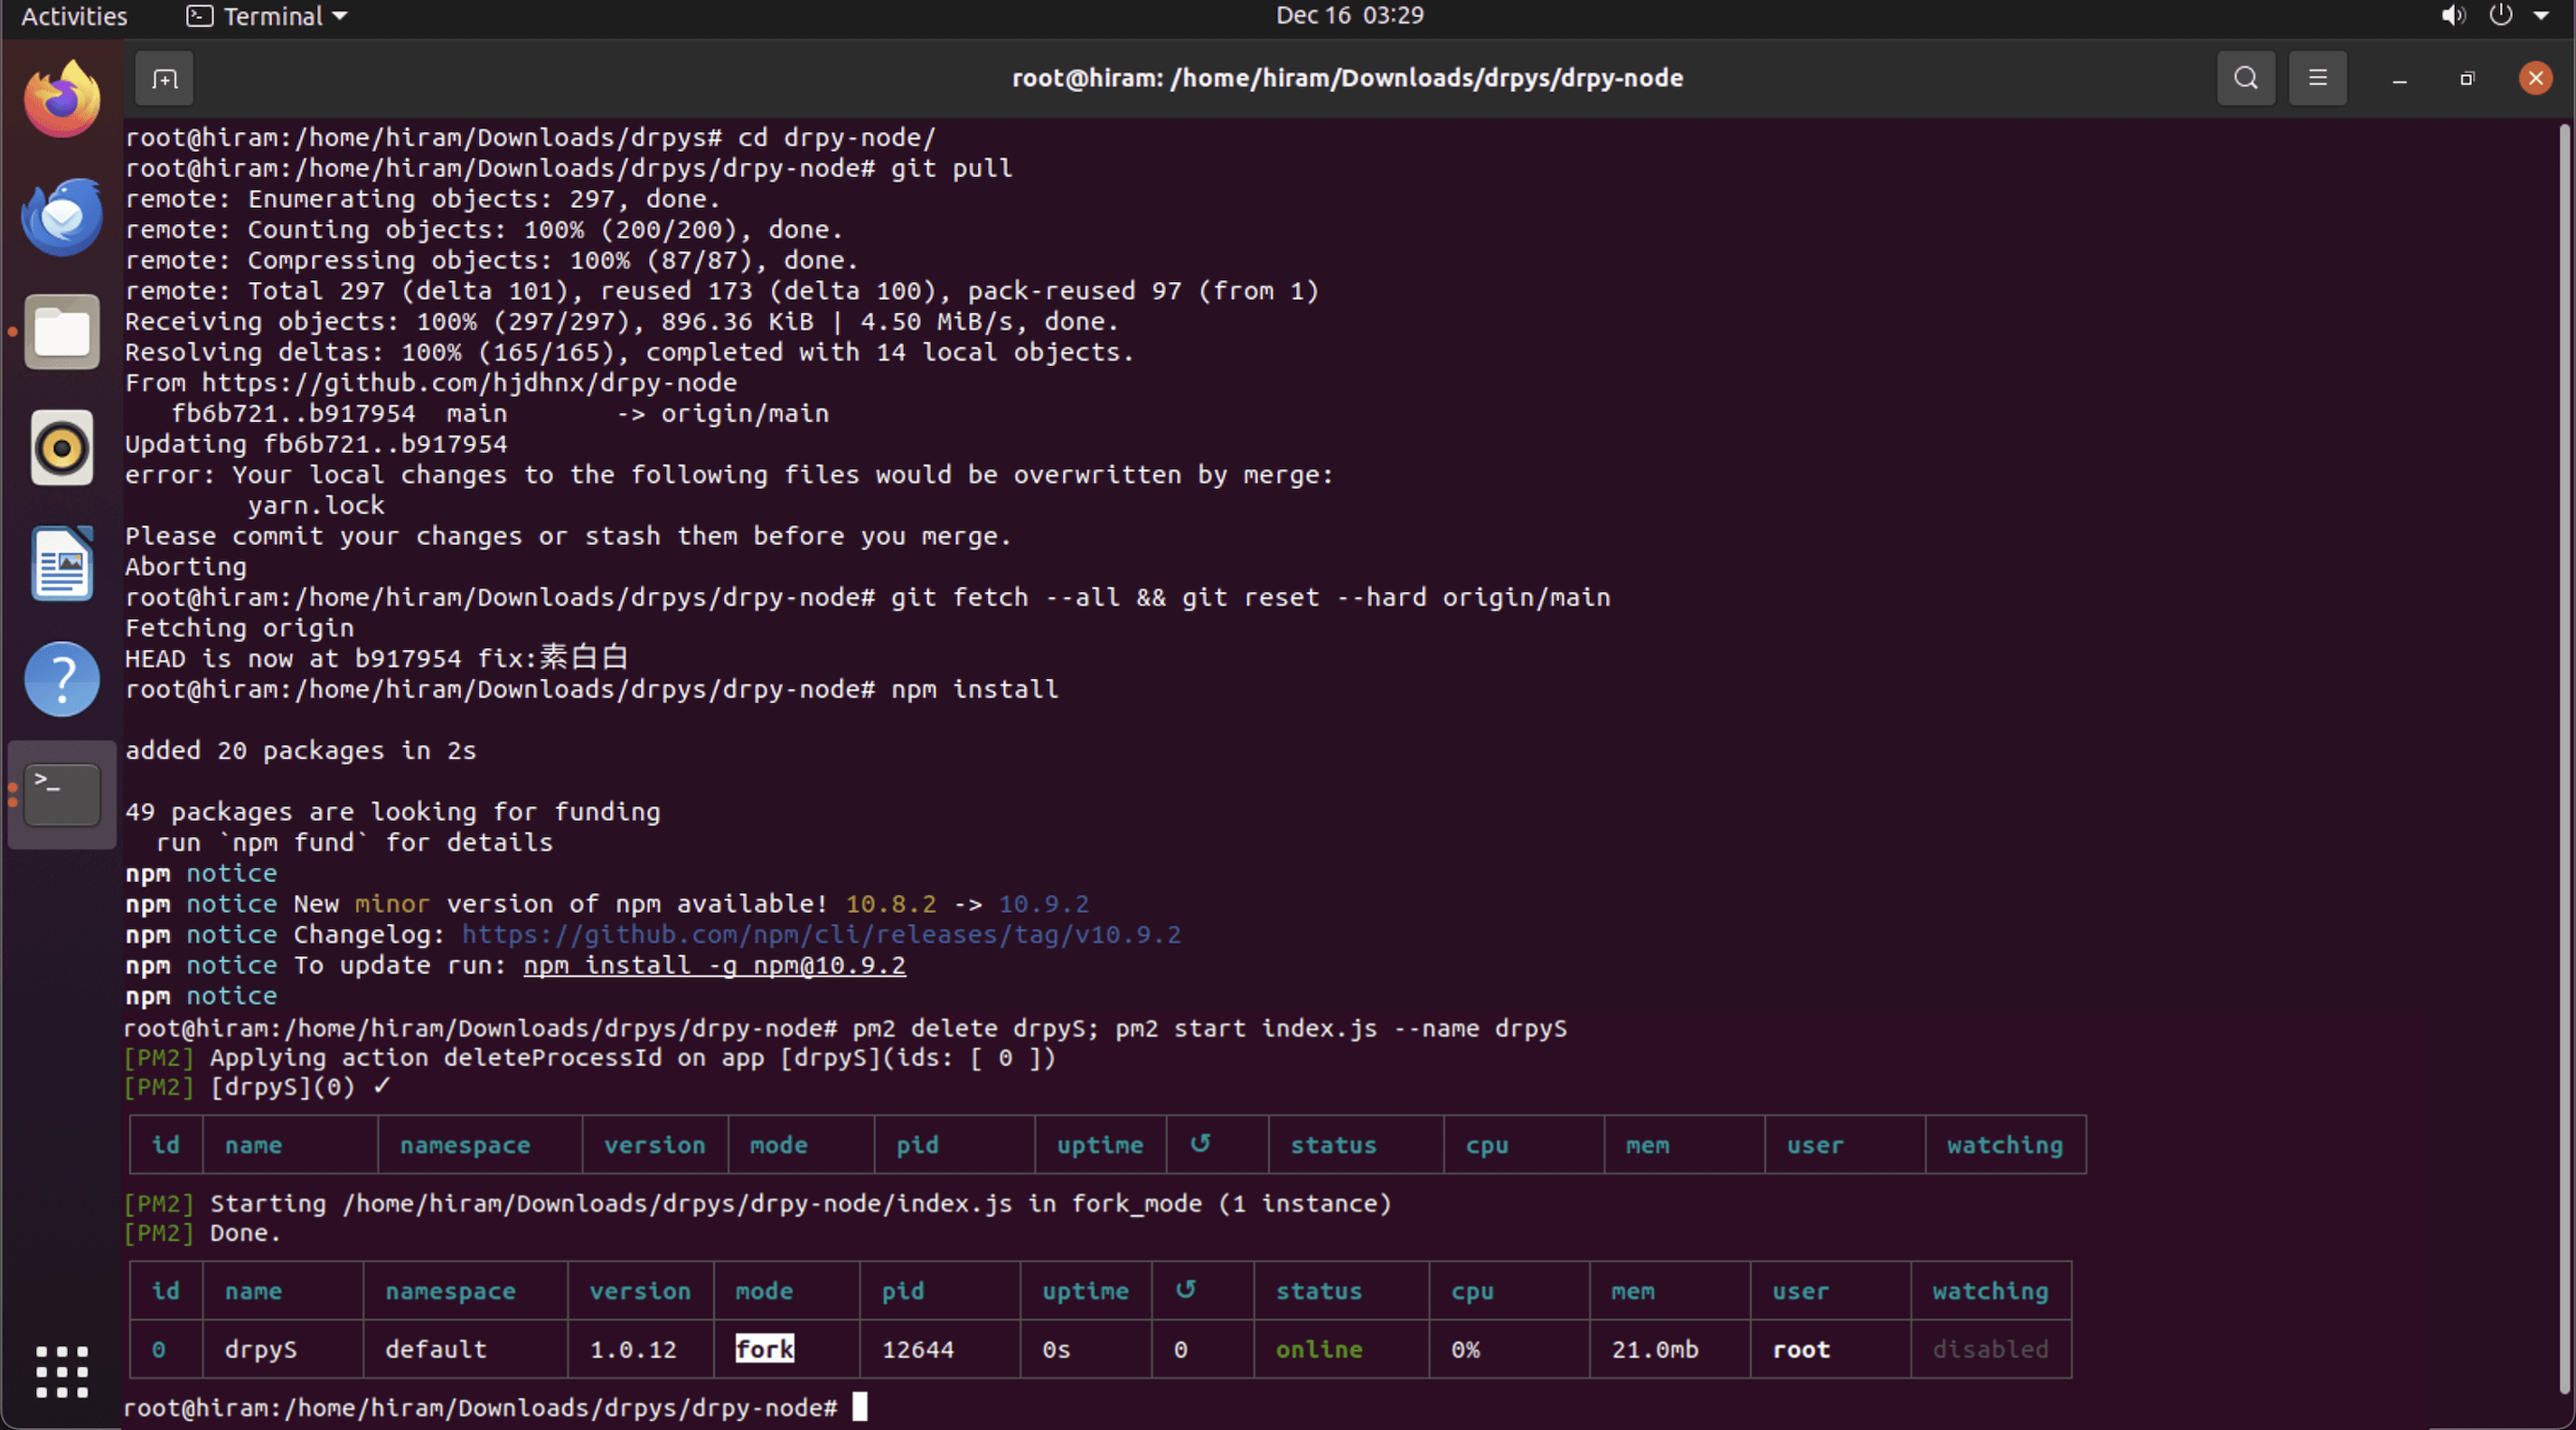 Activities Terminal Dec 16 03:29
root@hiram: /home/hiram/Downloads/drpys/drpy-node
root@hiram:/home/hiram/Downloads/drpys# cd drpy-node/
root@hiram:/home/hiram/Downloads/drpys/drpy-node# git pull
remote: Enumerating objects: 297, done.
remote: Counting objects: 100% (200/200), done.
remote: Compressing objects: 100% (87/87), done.
remote: Total 297 (delta 101), reused 173 (delta 100), pack-reused 97 (from 1)
Receiving objects: 100% (297/297), 896.36 KiB | 4.50 MiB/s, done.
Resolving deltas: 100% (165/165), completed with 14 local objects.
From https://github.com/hjdhnx/drpy-node
   fb6b721..b917954  main       -> origin/main
Updating fb6b721..b917954
error: Your local changes to the following files would be overwritten by merge:
        yarn.lock
Please commit your changes or stash them before you merge.
Aborting
root@hiram:/home/hiram/Downloads/drpys/drpy-node# git fetch --all && git reset --hard origin/main
Fetching origin
HEAD is now at b917954 fix:素白白
root@hiram:/home/hiram/Downloads/drpys/drpy-node# npm install
added 20 packages in 2s
49 packages are looking for funding
  run `npm fund` for details
npm notice
npm notice New minor version of npm available! 10.8.2 -> 10.9.2
npm notice Changelog: https://github.com/npm/cli/releases/tag/v10.9.2
npm notice To update run: npm install -g npm@10.9.2
npm notice
root@hiram:/home/hiram/Downloads/drpys/drpy-node# pm2 delete drpyS; pm2 start index.js --name drpyS
[PM2] Applying action deleteProcessId on app [drpyS](ids: [ 0 ])
[PM2] [drpyS](0) ✓
id name namespace version mode pid uptime ↺ status cpu mem user watching
[PM2] Starting /home/hiram/Downloads/drpys/drpy-node/index.js in fork_mode (1 instance)
[PM2] Done.
id name namespace version mode pid uptime ↺ status cpu mem user watching
0 drpyS default 1.0.12 fork 12644 0s 0 online 0% 21.0mb root disabled
root@hiram:/home/hiram/Downloads/drpys/drpy-node#